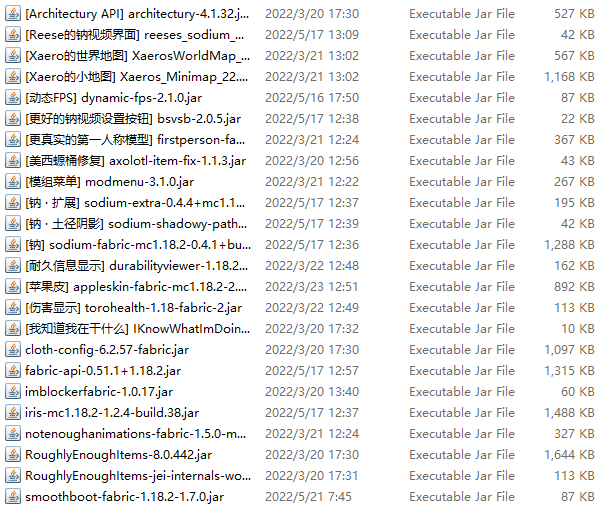 [Architectury API] architectury-4.1.32.j... 2022/3/20 17:30 Executable Jar File 527 KB
[Reese的钠视频界面] reeses_sodium_... 2022/5/17 13:09 Executable Jar File 42 KB
[Xaero的世界地图] XaerosWorldMap_... 2022/3/21 13:02 Executable Jar File 567 KB
[Xaero的小地图] Xaeros_Minimap_22.... 2022/3/21 13:02 Executable Jar File 1,168 KB
[动态FPS] dynamic-fps-2.1.0.jar 2022/5/16 17:50 Executable Jar File 87 KB
[更好的钠视频设置按钮] bsvsb-2.0.5.jar 2022/5/17 12:38 Executable Jar File 22 KB
[更真实的第一人称模型] firstperson-fa... 2022/3/21 12:24 Executable Jar File 367 KB
[美西螈桶修复] axolotl-item-fix-1.1.3.jar 2022/3/20 12:56 Executable Jar File 43 KB
[模组菜单] modmenu-3.1.0.jar 2022/3/21 12:22 Executable Jar File 267 KB
[钠 · 扩展] sodium-extra-0.4.4+mc1.1... 2022/5/17 12:37 Executable Jar File 195 KB
[钠 · 土径阴影] sodium-shadowy-path... 2022/5/17 12:39 Executable Jar File 42 KB
[钠] sodium-fabric-mc1.18.2-0.4.1+bu... 2022/5/17 12:36 Executable Jar File 1,288 KB
[耐久信息显示] durabilityviewer-1.18.2... 2022/3/22 12:48 Executable Jar File 162 KB
[苹果皮] appleskin-fabric-mc1.18.2-2.... 2022/3/23 12:51 Executable Jar File 892 KB
[伤害显示] torohealth-1.18-fabric-2.jar 2022/3/22 12:49 Executable Jar File 113 KB
[我知道我在干什么] IKnowWhatImDoin... 2022/3/20 17:32 Executable Jar File 10 KB
cloth-config-6.2.57-fabric.jar 2022/3/20 17:30 Executable Jar File 1,097 KB
fabric-api-0.51.1+1.18.2.jar 2022/5/17 12:57 Executable Jar File 1,315 KB
imblockerfabric-1.0.17.jar 2022/3/20 13:40 Executable Jar File 60 KB
iris-mc1.18.2-1.2.4-build.38.jar 2022/5/17 12:37 Executable Jar File 1,488 KB
notenoughanimations-fabric-1.5.0-m... 2022/3/21 12:24 Executable Jar File 327 KB
RoughlyEnoughItems-8.0.442.jar 2022/3/20 17:30 Executable Jar File 1,644 KB
RoughlyEnoughItems-jei-internals-wo... 2022/3/20 17:31 Executable Jar File 113 KB
smoothboot-fabric-1.18.2-1.7.0.jar 2022/5/21 7:45 Executable Jar File 87 KB